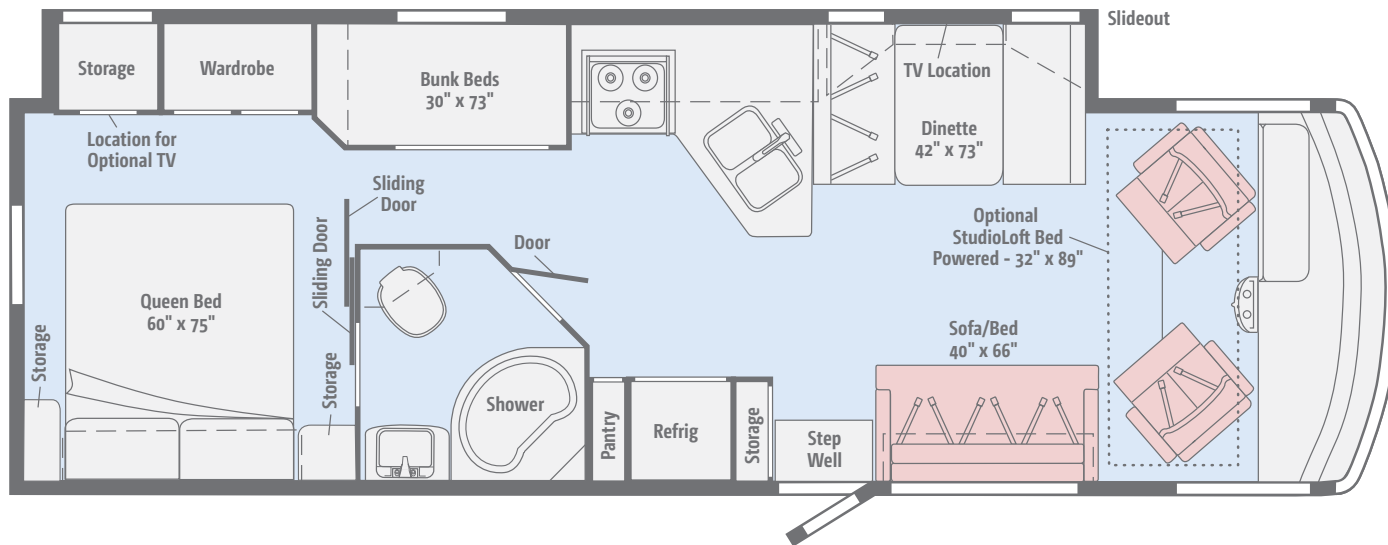 Slideout
Storage
Wardrobe
Bunk Beds
30" x 73"
TV Location
Location for
Optional TV
Dinette
42" x 73"
Sliding
Door
Sliding Door
Door
Optional
StudioLoft Bed
Powered - 32" x 89"
Queen Bed
60" x 75"
Sofa/Bed
40" x 66"
Storage
Storage
Shower
Pantry
Refrig
Storage
Step
Well